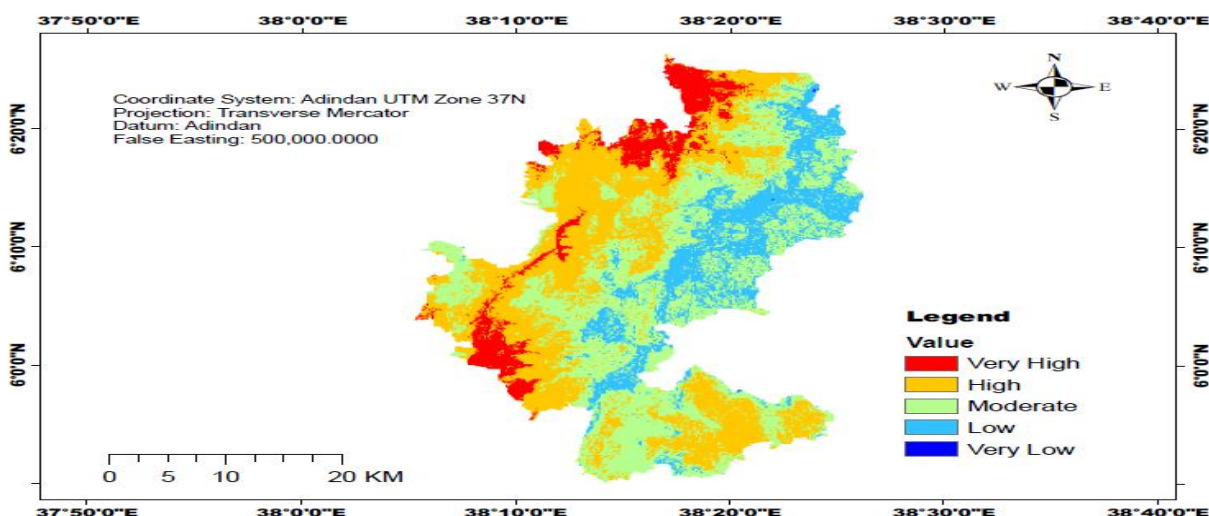 37°50'0"E 38°0'0"E 38°10'0"E 38°20'0"E 38°30'0"E 38°40'0"E
N
W E
S
Coordinate System: Adindan UTM Zone 37N
Projection: Transverse Mercator
Datum: Adindan
False Easting: 500,000.0000
6°20'0"N 6°20'0"N
6°10'0"N 6°10'0"N
6°0'0"N 6°0'0"N
Legend
Value
Very High
High
Moderate
Low
Very Low
0 5 10 20 KM
37°50'0"E 38°0'0"E 38°10'0"E 38°20'0"E 38°30'0"E 38°40'0"E